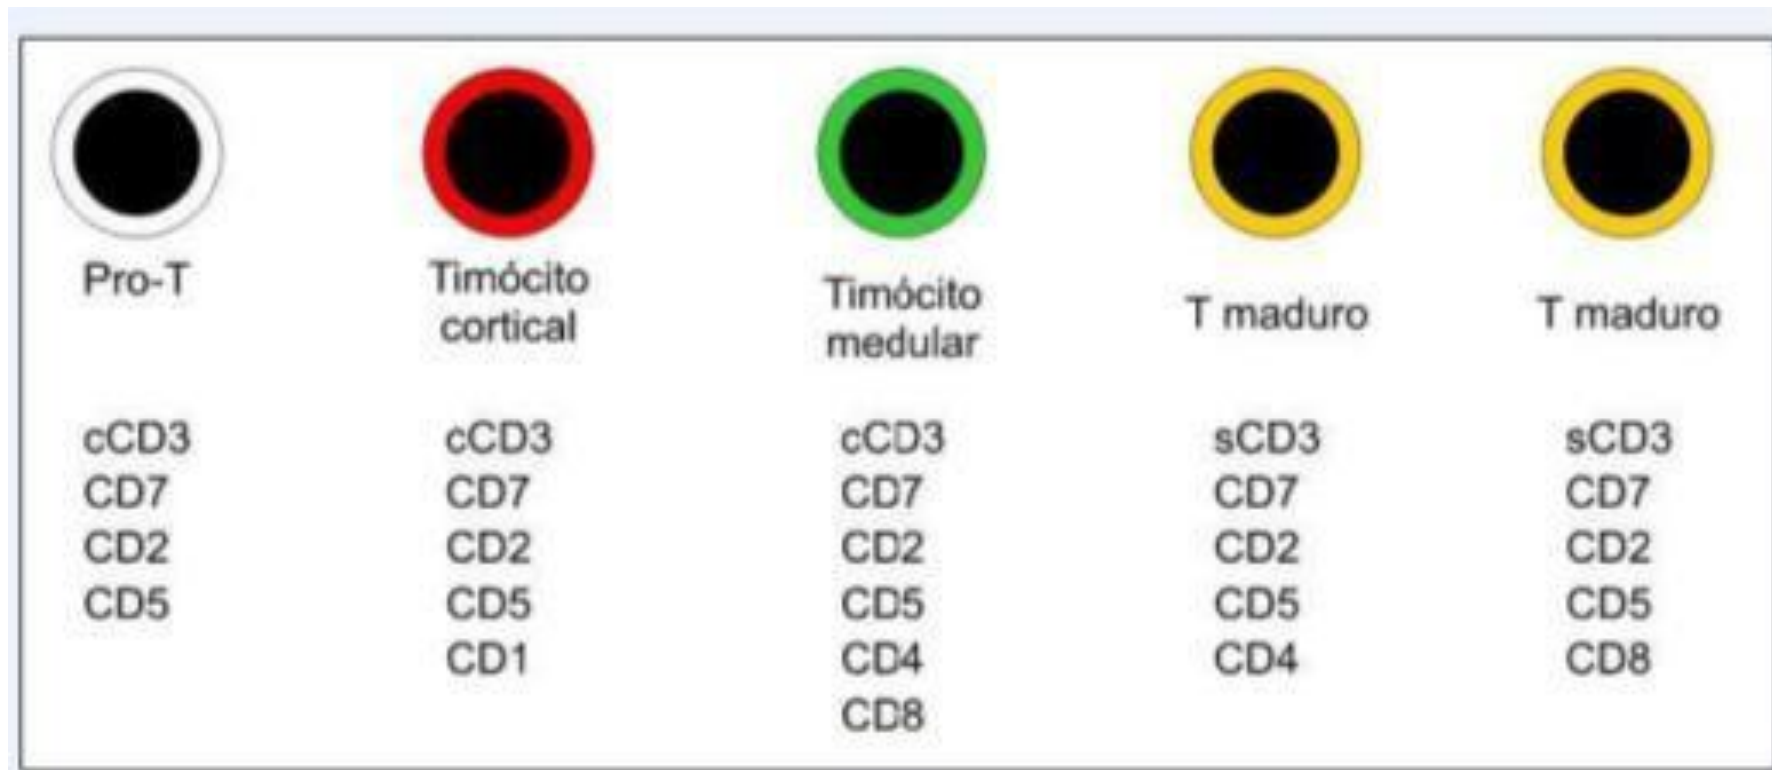 Pro-T
Timócito
cortical
Timócito
medular
T maduro
T maduro
cCD3
CD7
CD2
CD5
cCD3
CD7
CD2
CD5
CD1
cCD3
CD7
CD2
CD5
CD4
CD8
sCD3
CD7
CD2
CD5
CD4
sCD3
CD7
CD2
CD5
CD8